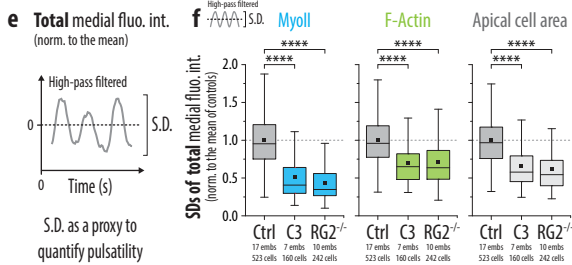 e Total medial fluo. int.
(norm. to the mean)
High-pass filtered
0
S.D.
0
Time (s)
S.D. as a proxy to
quantify pulsatility
f High-pass filtered
S.D.
MyoII F-Actin Apical cell area
**** **** ****
**** **** ****
SDs of total medial fluo. int.
(norm. to the mean of controls)
2.0
1.5
1.0
0.5
0.0
Ctrl C3 RG2-/- Ctrl C3 RG2-/- Ctrl C3 RG2-/-
17 embs 7 embs 10 embs 17 embs 7 embs 10 embs 17 embs 7 embs 10 embs
523 cells 160 cells 242 cells 523 cells 160 cells 242 cells 523 cells 160 cells 242 cells